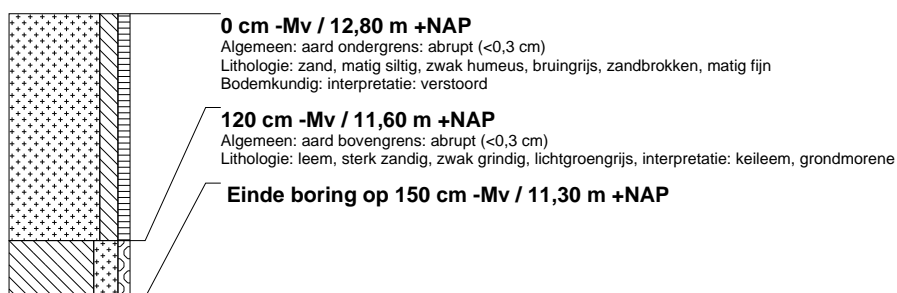 0 cm -Mv / 12,80 m +NAP
Algemeen: aard ondergrens: abrupt (<0,3 cm)
Lithologie: zand, matig siltig, zwak humeus, bruingrijs, zandbrokken, matig fijn
Bodemkundig: interpretatie: verstoord
120 cm -Mv / 11,60 m +NAP
Algemeen: aard bovengrens: abrupt (<0,3 cm)
Lithologie: leem, sterk zandig, zwak grindig, lichtgroengrijs, interpretatie: keileem, grondmorene
Einde boring op 150 cm -Mv / 11,30 m +NAP